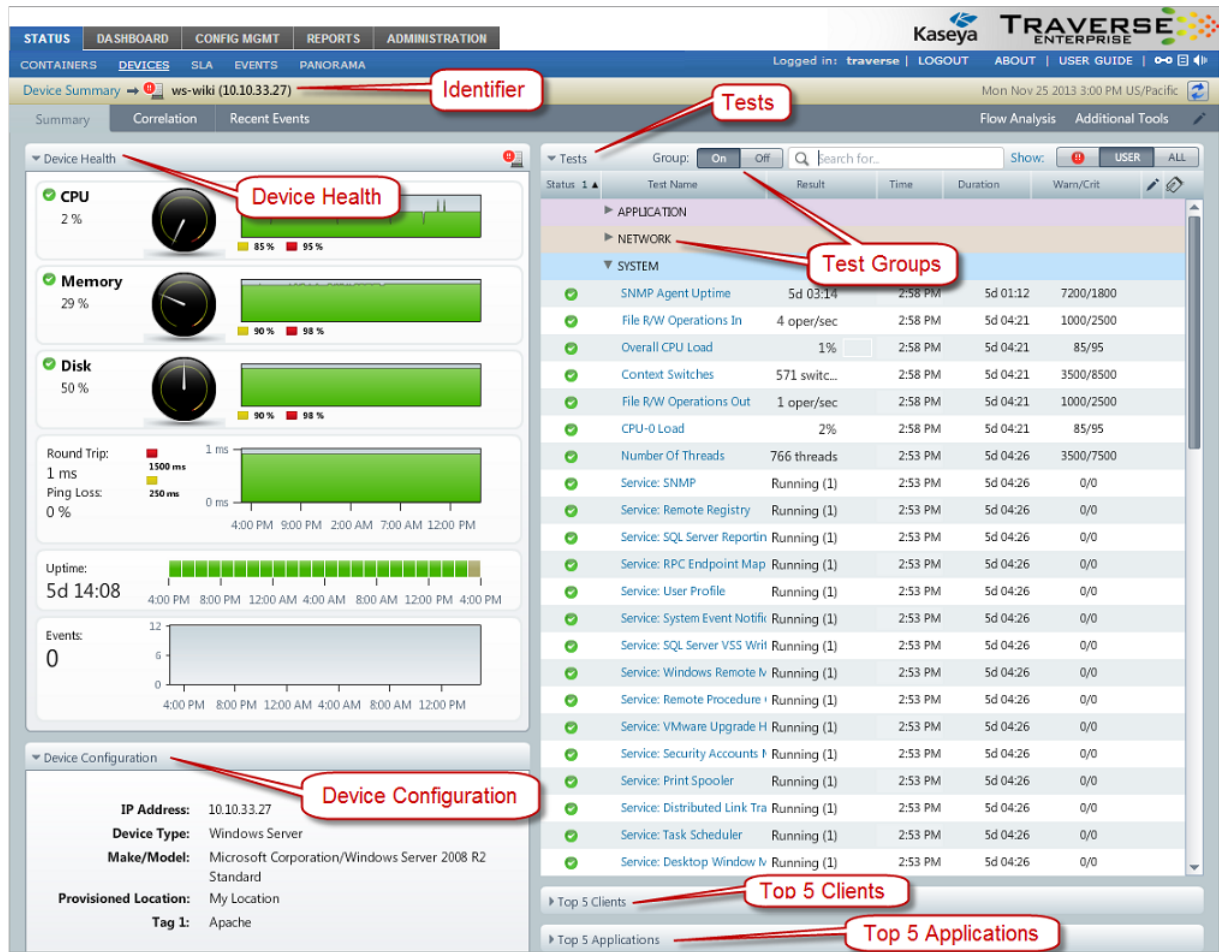 Kaseya TRAVERSE ENTERPRISE
STATUS DASHBOARD CONFIG MGMT REPORTS ADMINISTRATION
CONTAINERS DEVICES SLA EVENTS PANORAMA Logged in: traverse | LOGOUT ABOUT | USER GUIDE |
Device Summary ws-wiki (10.10.33.27) Identifier Mon Nov 25 2013 3:00 PM US/Pacific
Summary Correlation Recent Events Flow Analysis Additional Tools
Device Health
Device Health
CPU
2 %
85 % 95 %
Memory
29 %
90 % 98 %
Disk
50 %
90 % 98 %
Round Trip:
1 ms
Ping Loss:
0 %
1500 ms
250 ms
1 ms
0 ms
4:00 PM 9:00 PM 2:00 AM 7:00 AM 12:00 PM
Uptime:
5d 14:08
4:00 PM 8:00 PM 12:00 AM 4:00 AM 8:00 AM 12:00 PM 4:00 PM
Events:
0
12
6
0
4:00 PM 8:00 PM 12:00 AM 4:00 AM 8:00 AM 12:00 PM
Device Configuration
Device Configuration
IP Address: 10.10.33.27
Device Type: Windows Server
Make/Model: Microsoft Corporation/Windows Server 2008 R2
Standard
Provisioned Location: My Location
Tag 1: Apache
Tests
Tests Group: On Off Search for... Show: USER ALL
Status 1 Test Name Result Time Duration Warn/Crit
APPLICATION
NETWORK
Test Groups
SYSTEM
SNMP Agent Uptime 5d 03:14 2:58 PM 5d 01:12 7200/1800
File R/W Operations In 4 oper/sec 2:58 PM 5d 04:21 1000/2500
Overall CPU Load 1% 2:58 PM 5d 04:21 85/95
Context Switches 571 switc... 2:58 PM 5d 04:21 3500/8500
File R/W Operations Out 1 oper/sec 2:58 PM 5d 04:21 1000/2500
CPU-0 Load 2% 2:58 PM 5d 04:21 85/95
Number Of Threads 766 threads 2:53 PM 5d 04:26 3500/7500
Service: SNMP Running (1) 2:53 PM 5d 04:26 0/0
Service: Remote Registry Running (1) 2:53 PM 5d 04:26 0/0
Service: SQL Server Reportin Running (1) 2:53 PM 5d 04:26 0/0
Service: RPC Endpoint Map Running (1) 2:53 PM 5d 04:26 0/0
Service: User Profile Running (1) 2:53 PM 5d 04:26 0/0
Service: System Event Notific Running (1) 2:53 PM 5d 04:26 0/0
Service: SQL Server VSS Writ Running (1) 2:53 PM 5d 04:26 0/0
Service: Windows Remote M Running (1) 2:53 PM 5d 04:26 0/0
Service: Remote Procedure Running (1) 2:53 PM 5d 04:26 0/0
Service: VMware Upgrade H Running (1) 2:53 PM 5d 04:26 0/0
Service: Security Accounts M Running (1) 2:53 PM 5d 04:26 0/0
Service: Print Spooler Running (1) 2:53 PM 5d 04:26 0/0
Service: Distributed Link Tra Running (1) 2:53 PM 5d 04:26 0/0
Service: Task Scheduler Running (1) 2:53 PM 5d 04:26 0/0
Service: Desktop Window M Running (1) 2:53 PM 5d 04:26 0/0
Top 5 Clients Top 5 Clients
Top 5 Applications Top 5 Applications